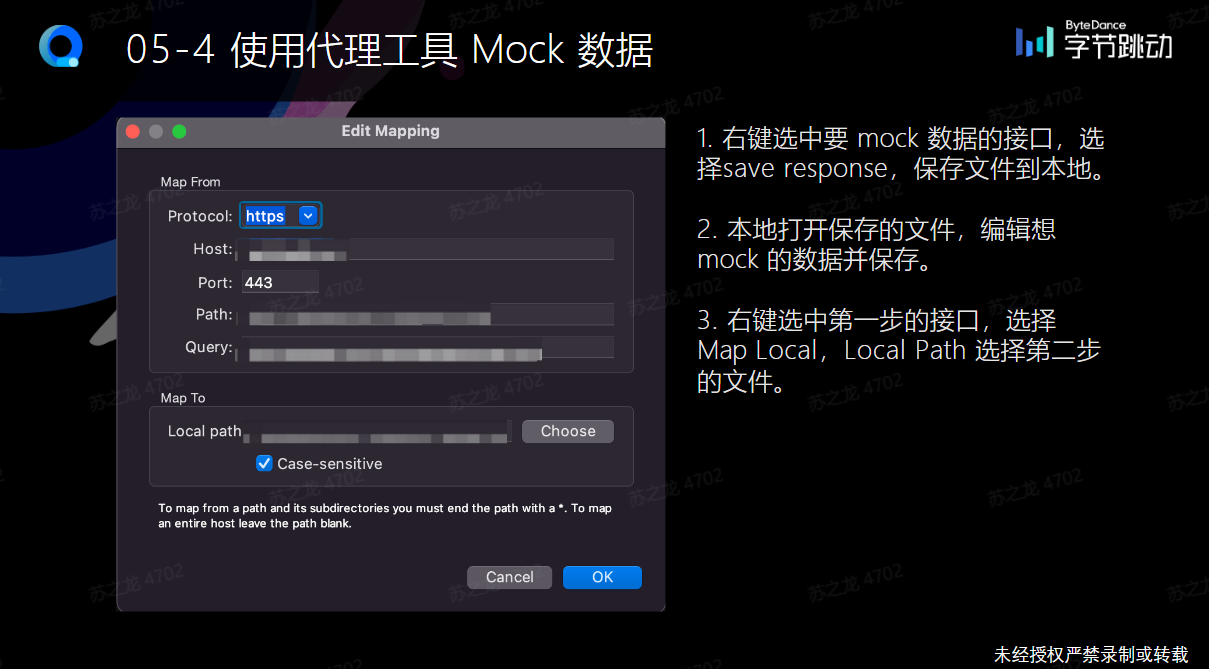 05-4 使用代理工具 Mock 数据
ByteDance
字节跳动
Edit Mapping
Map From
Protocol: https
Host:
Port: 443
Path:
Query:
Map To
Local path
Choose
Case-sensitive
To map from a path and its subdirectories you must end the path with a *. To map
an entire host leave the path blank.
Cancel
OK
1. 右键选中要 mock 数据的接口，选
择save response，保存文件到本地。
2. 本地打开保存的文件，编辑想
mock 的数据并保存。
3. 右键选中第一步的接口，选择
Map Local，Local Path 选择第二步
的文件。
苏之龙 4702
未经授权严禁录制或转载